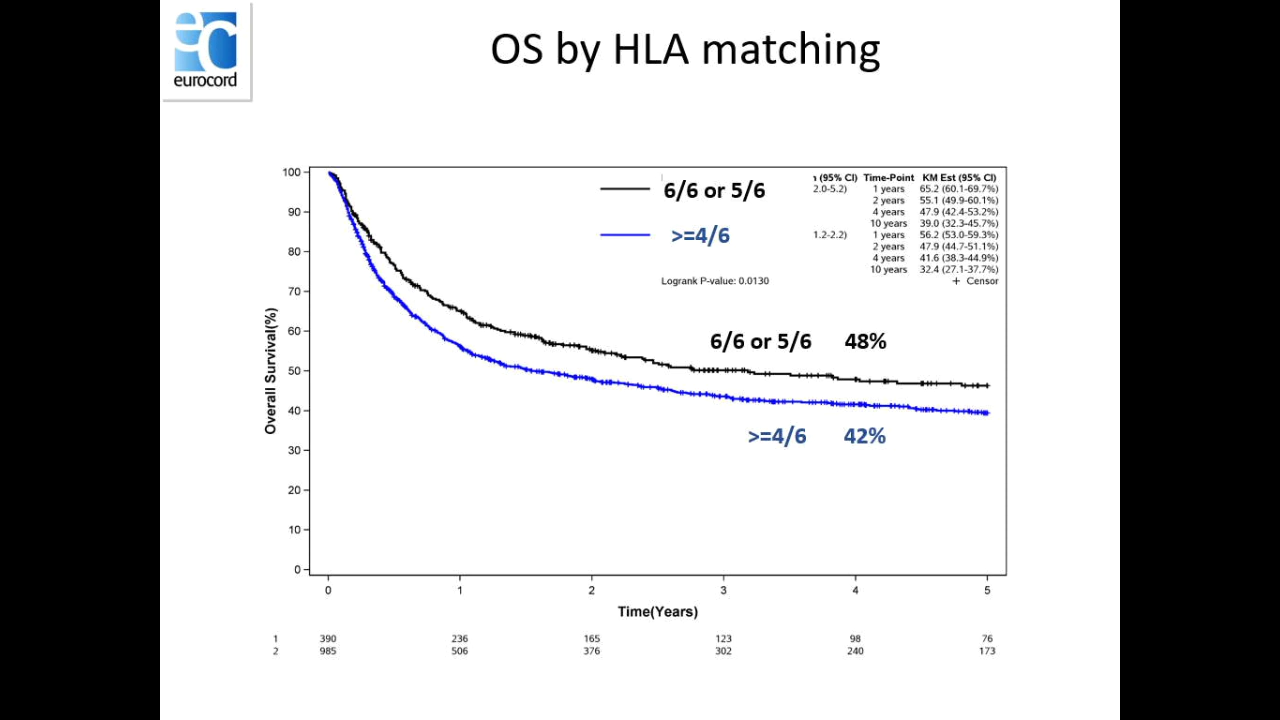 eurocord
OS by HLA matching
6/6 or 5/6
>=4/6
Logrank P-value: 0.0130
(95% CI) Time-Point KM Est (95% CI)
2.0-5.2) 1 years 65.2 (60.1-69.7%)
2 years 55.1 (49.9-60.1%)
4 years 47.9 (42.4-53.2%)
10 years 39.0 (32.3-45.7%)
1.2-2.2) 1 years 56.2 (53.0-59.3%)
2 years 47.9 (44.7-51.1%)
4 years 41.6 (38.3-44.9%)
10 years 32.4 (27.1-37.7%)
+ Censor
6/6 or 5/6 48%
>=4/6 42%
Overall Survival(%)
100
90
80
70
60
50
40
30
20
10
0
0 1 2 3 4 5
Time(Years)
1 390 236 165 123 98 76
2 985 506 376 302 240 173